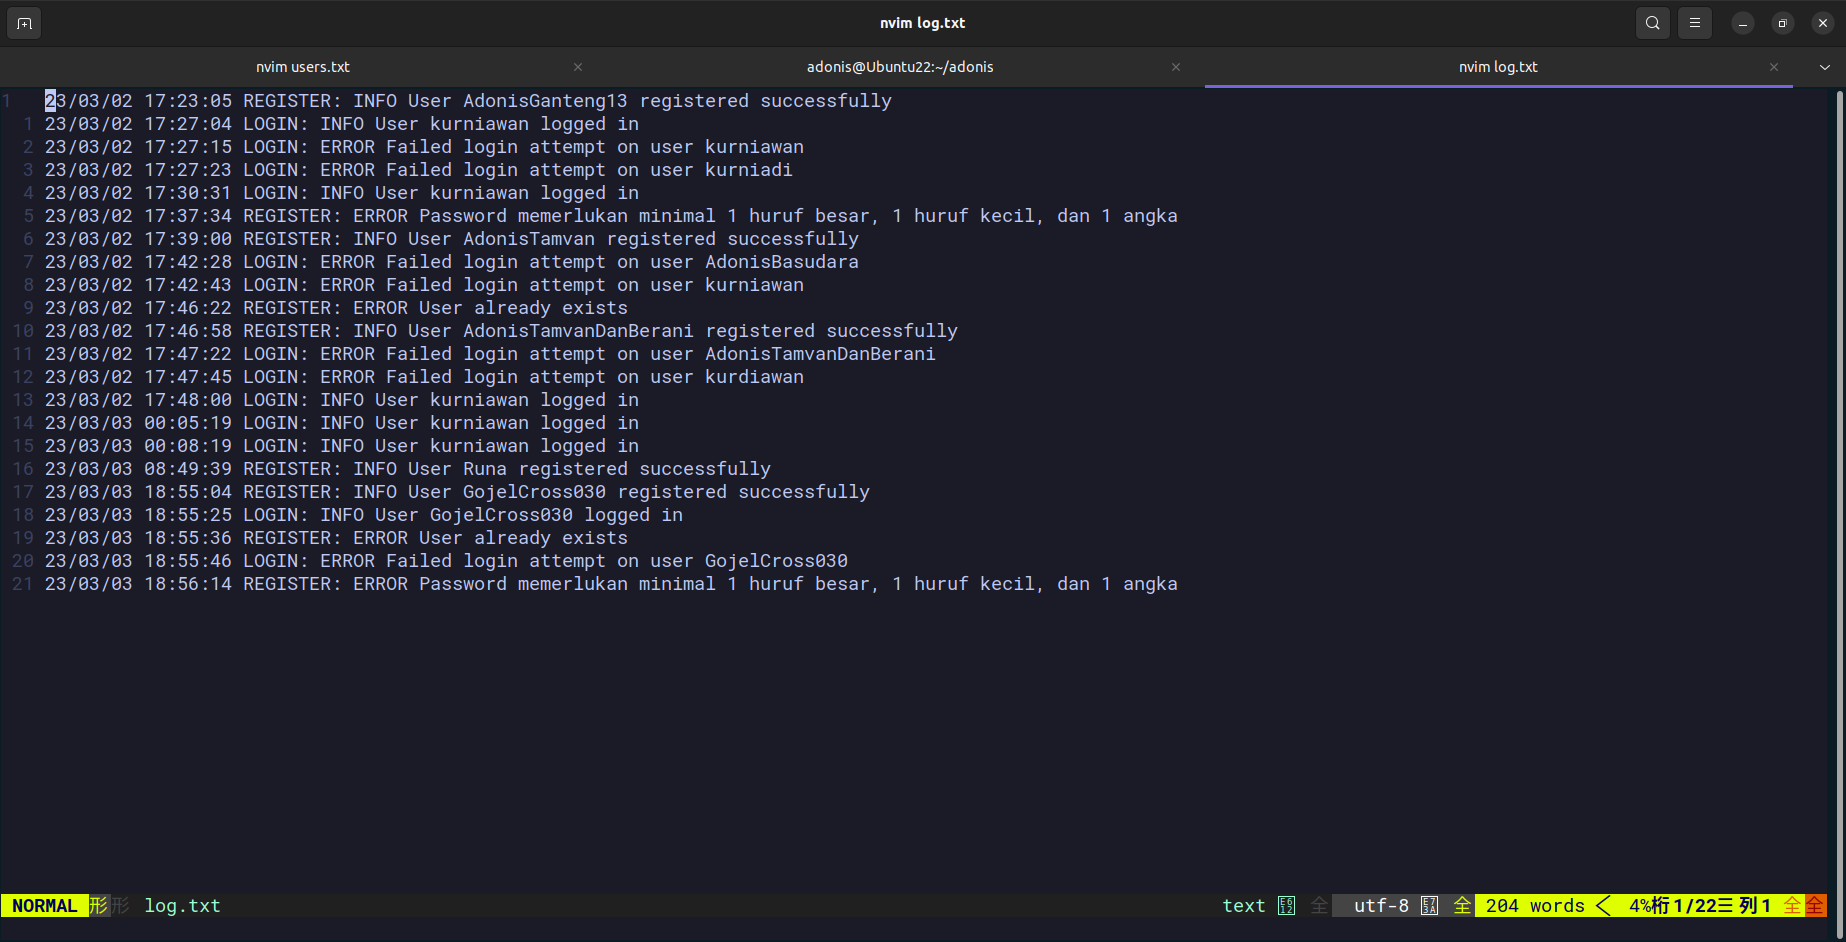 nvim log.txt
nvim users.txt
adonis@Ubuntu22:~/adonis
nvim log.txt
1 23/03/02 17:23:05 REGISTER: INFO User AdonisGanteng13 registered successfully
1 23/03/02 17:27:04 LOGIN: INFO User kurniawan logged in
2 23/03/02 17:27:15 LOGIN: ERROR Failed login attempt on user kurniawan
3 23/03/02 17:27:23 LOGIN: ERROR Failed login attempt on user kurniadi
4 23/03/02 17:30:31 LOGIN: INFO User kurniawan logged in
5 23/03/02 17:37:34 REGISTER: ERROR Password memerlukan minimal 1 huruf besar, 1 huruf kecil, dan 1 angka
6 23/03/02 17:39:00 REGISTER: INFO User AdonisTamvan registered successfully
7 23/03/02 17:42:28 LOGIN: ERROR Failed login attempt on user AdonisBasudara
8 23/03/02 17:42:43 LOGIN: ERROR Failed login attempt on user kurniawan
9 23/03/02 17:46:22 REGISTER: ERROR User already exists
10 23/03/02 17:46:58 REGISTER: INFO User AdonisTamvanDanBerani registered successfully
11 23/03/02 17:47:22 LOGIN: ERROR Failed login attempt on user AdonisTamvanDanBerani
12 23/03/02 17:47:45 LOGIN: ERROR Failed login attempt on user kurdiawan
13 23/03/02 17:48:00 LOGIN: INFO User kurniawan logged in
14 23/03/03 00:05:19 LOGIN: INFO User kurniawan logged in
15 23/03/03 00:08:19 LOGIN: INFO User kurniawan logged in
16 23/03/03 08:49:39 REGISTER: INFO User Runa registered successfully
17 23/03/03 18:55:04 REGISTER: INFO User GojelCross030 registered successfully
18 23/03/03 18:55:25 LOGIN: INFO User GojelCross030 logged in
19 23/03/03 18:55:36 REGISTER: ERROR User already exists
20 23/03/03 18:55:46 LOGIN: ERROR Failed login attempt on user GojelCross030
21 23/03/03 18:56:14 REGISTER: ERROR Password memerlukan minimal 1 huruf besar, 1 huruf kecil, dan 1 angka
NORMAL 形形 log.txt text 全 utf-8 全 204 words < 4%桁1/22☰列1 全全